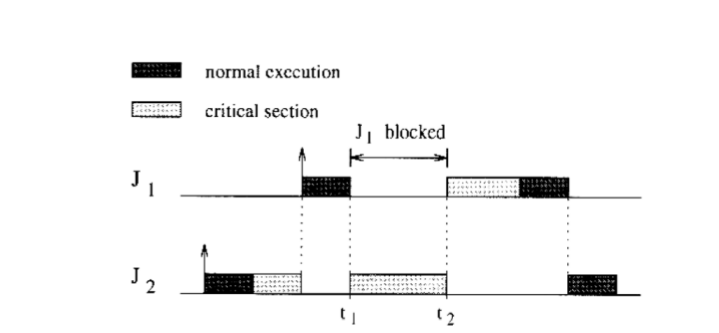 normal execution
critical section
J1 blocked
J1
J2
t1 t2